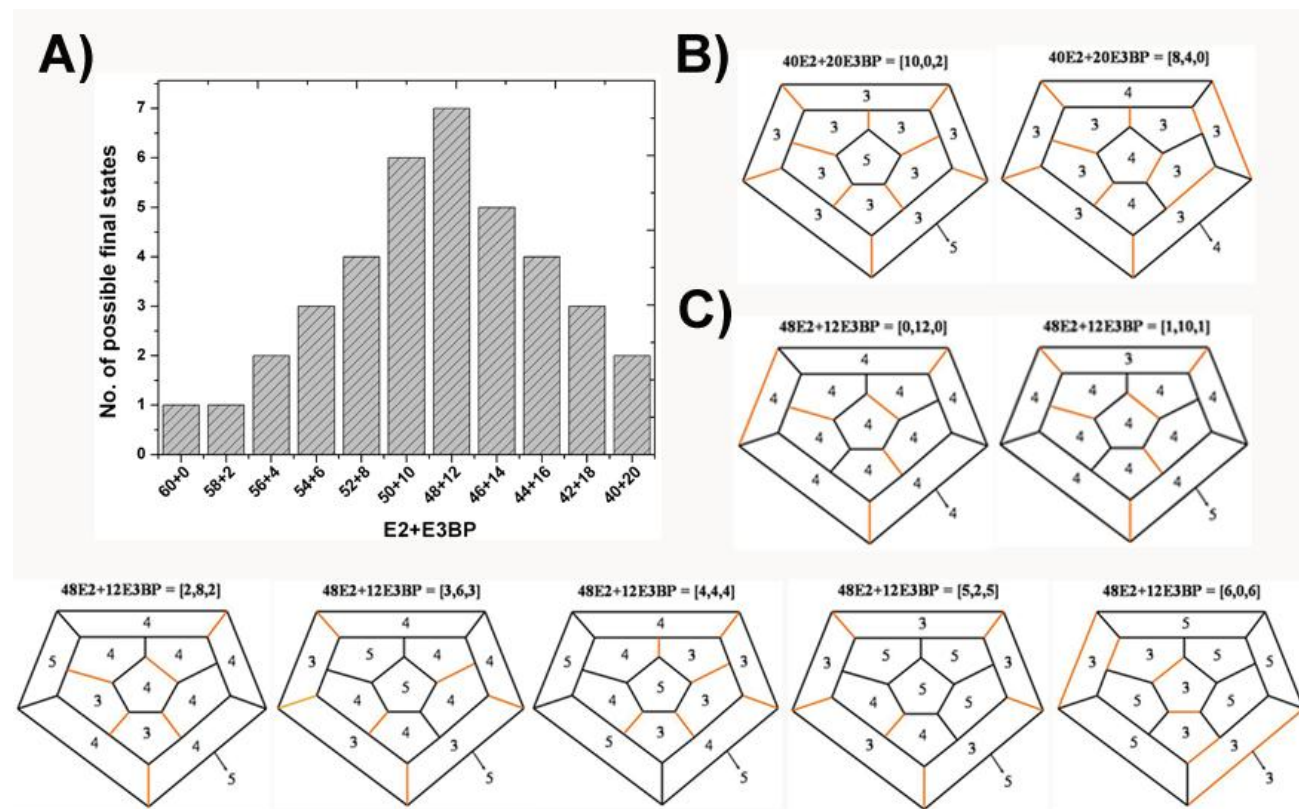 A)
No. of possible final states
7
6
5
4
3
2
1
0
60+0 58+2 56+4 54+6 52+8 50+10 48+12 46+14 44+16 42+18 40+20
E2+E3BP
B)
40E2+20E3BP = [10,0,2]
3
3 3 3 3
5
3 3
3 3 3
5
40E2+20E3BP = [8,4,0]
4
3 3 3 3
4
3 3
3 4 3
4
C)
48E2+12E3BP = [0,12,0]
4
4 4 4 4
4
4 4
4 4 4
4
48E2+12E3BP = [1,10,1]
3
4 4 4 4
4
4 4
4 4 4
5
48E2+12E3BP = [2,8,2]
4
5 4 4 4
4
3 4
4 3 4
5
48E2+12E3BP = [3,6,3]
4
3 5 4 4
5
4 4
3 4 3
5
48E2+12E3BP = [4,4,4]
4
5 4 3 3
5
4 3
5 3 4
5
48E2+12E3BP = [5,2,5]
3
3 5 5 3
5
4 5
3 4 3
5
48E2+12E3BP = [6,0,6]
5
3 3 5 5
3
5 5
5 3 3
3